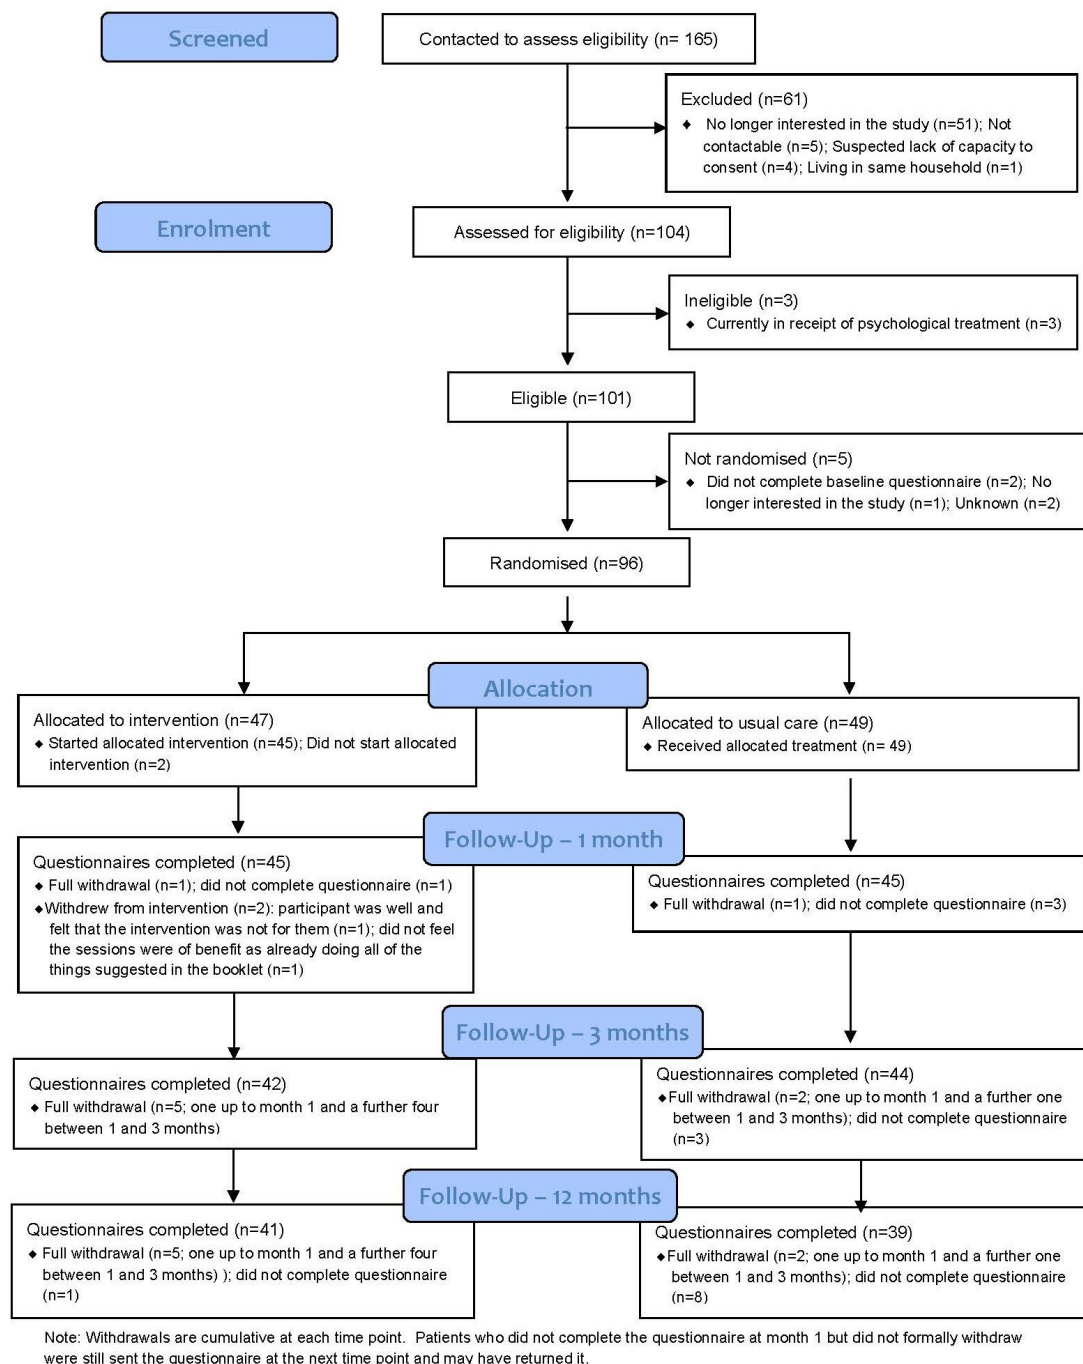 Screened
Contacted to assess eligibility (n= 165)
Excluded (n=61)
♦ No longer interested in the study (n=51); Not
contactable (n=5); Suspected lack of capacity to
consent (n=4); Living in same household (n=1)
Enrolment
Assessed for eligibility (n=104)
Ineligible (n=3)
♦ Currently in receipt of psychological treatment (n=3)
Eligible (n=101)
Not randomised (n=5)
♦ Did not complete baseline questionnaire (n=2); No
longer interested in the study (n=1); Unknown (n=2)
Randomised (n=96)
Allocation
Allocated to intervention (n=47)
♦ Started allocated intervention (n=45); Did not start allocated
intervention (n=2)
Allocated to usual care (n=49)
♦ Received allocated treatment (n= 49)
Follow-Up – 1 month
Questionnaires completed (n=45)
♦ Full withdrawal (n=1); did not complete questionnaire (n=1)
♦Withdrew from intervention (n=2): participant was well and
felt that the intervention was not for them (n=1); did not feel
the sessions were of benefit as already doing all of the
things suggested in the booklet (n=1)
Questionnaires completed (n=45)
♦ Full withdrawal (n=1); did not complete questionnaire (n=3)
Follow-Up – 3 months
Questionnaires completed (n=42)
♦ Full withdrawal (n=5; one up to month 1 and a further four
between 1 and 3 months)
Questionnaires completed (n=44)
♦Full withdrawal (n=2; one up to month 1 and a further one
between 1 and 3 months); did not complete questionnaire
(n=3)
Follow-Up – 12 months
Questionnaires completed (n=41)
♦ Full withdrawal (n=5; one up to month 1 and a further four
between 1 and 3 months) ); did not complete questionnaire
(n=1)
Questionnaires completed (n=39)
♦Full withdrawal (n=2; one up to month 1 and a further one
between 1 and 3 months); did not complete questionnaire
(n=8)
Note: Withdrawals are cumulative at each time point. Patients who did not complete the questionnaire at month 1 but did not formally withdraw
were still sent the questionnaire at the next time point and may have returned it.